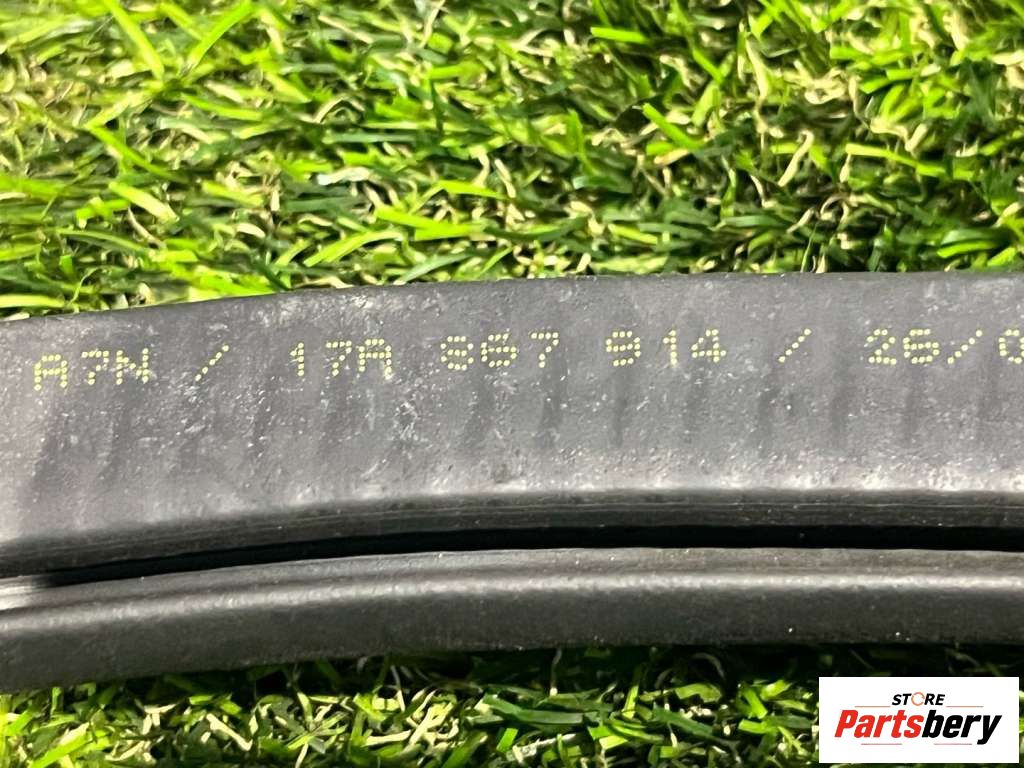 A7N / 17A 867 914 / 26/0
STORE
Partsbery